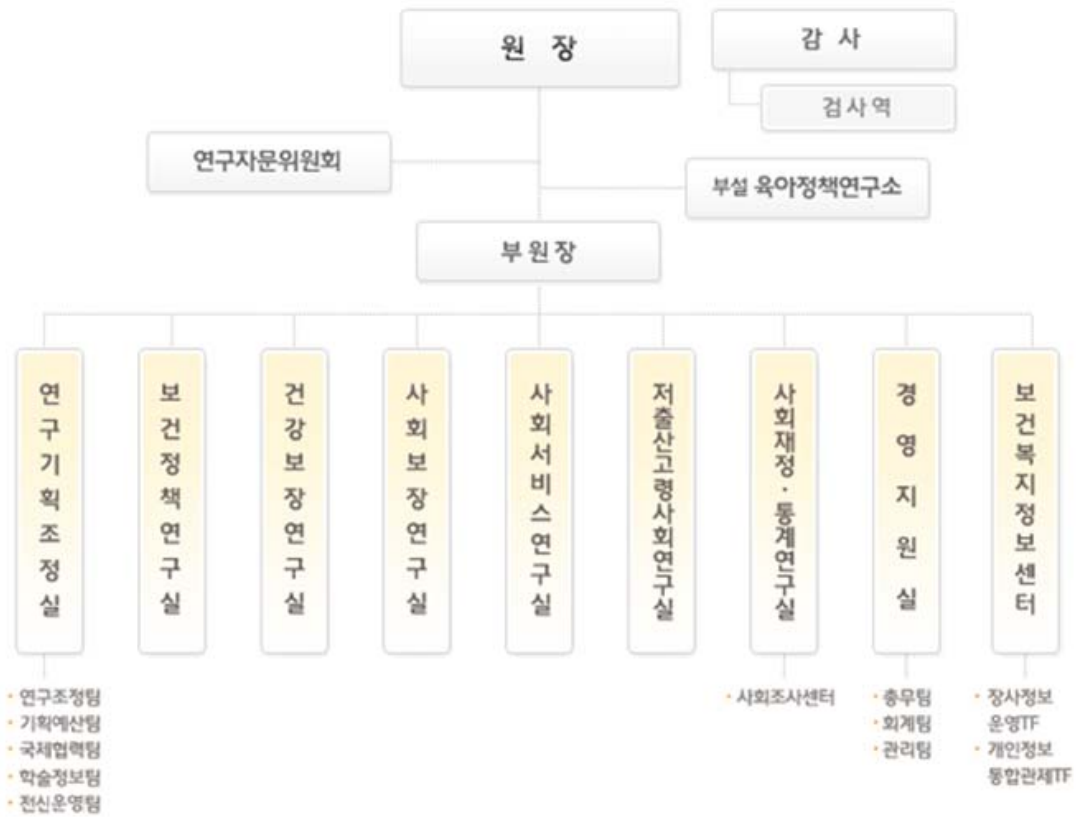 원 장
감 사
검사역
연구자문위원회
부설 육아정책연구소
부원장
연구기획조정실
보건정책연구실
건강보장연구실
사회보장연구실
사회서비스연구실
저출산고령사회연구실
사회재정·통계연구실
경영지원실
보건복지정보센터
· 연구조정팀
· 기획예산팀
· 국제협력팀
· 학술정보팀
· 전신운영팀
· 사회조사센터
· 총무팀
· 회계팀
· 관리팀
· 장사정보
운영TF
· 개인정보
통합관제TF